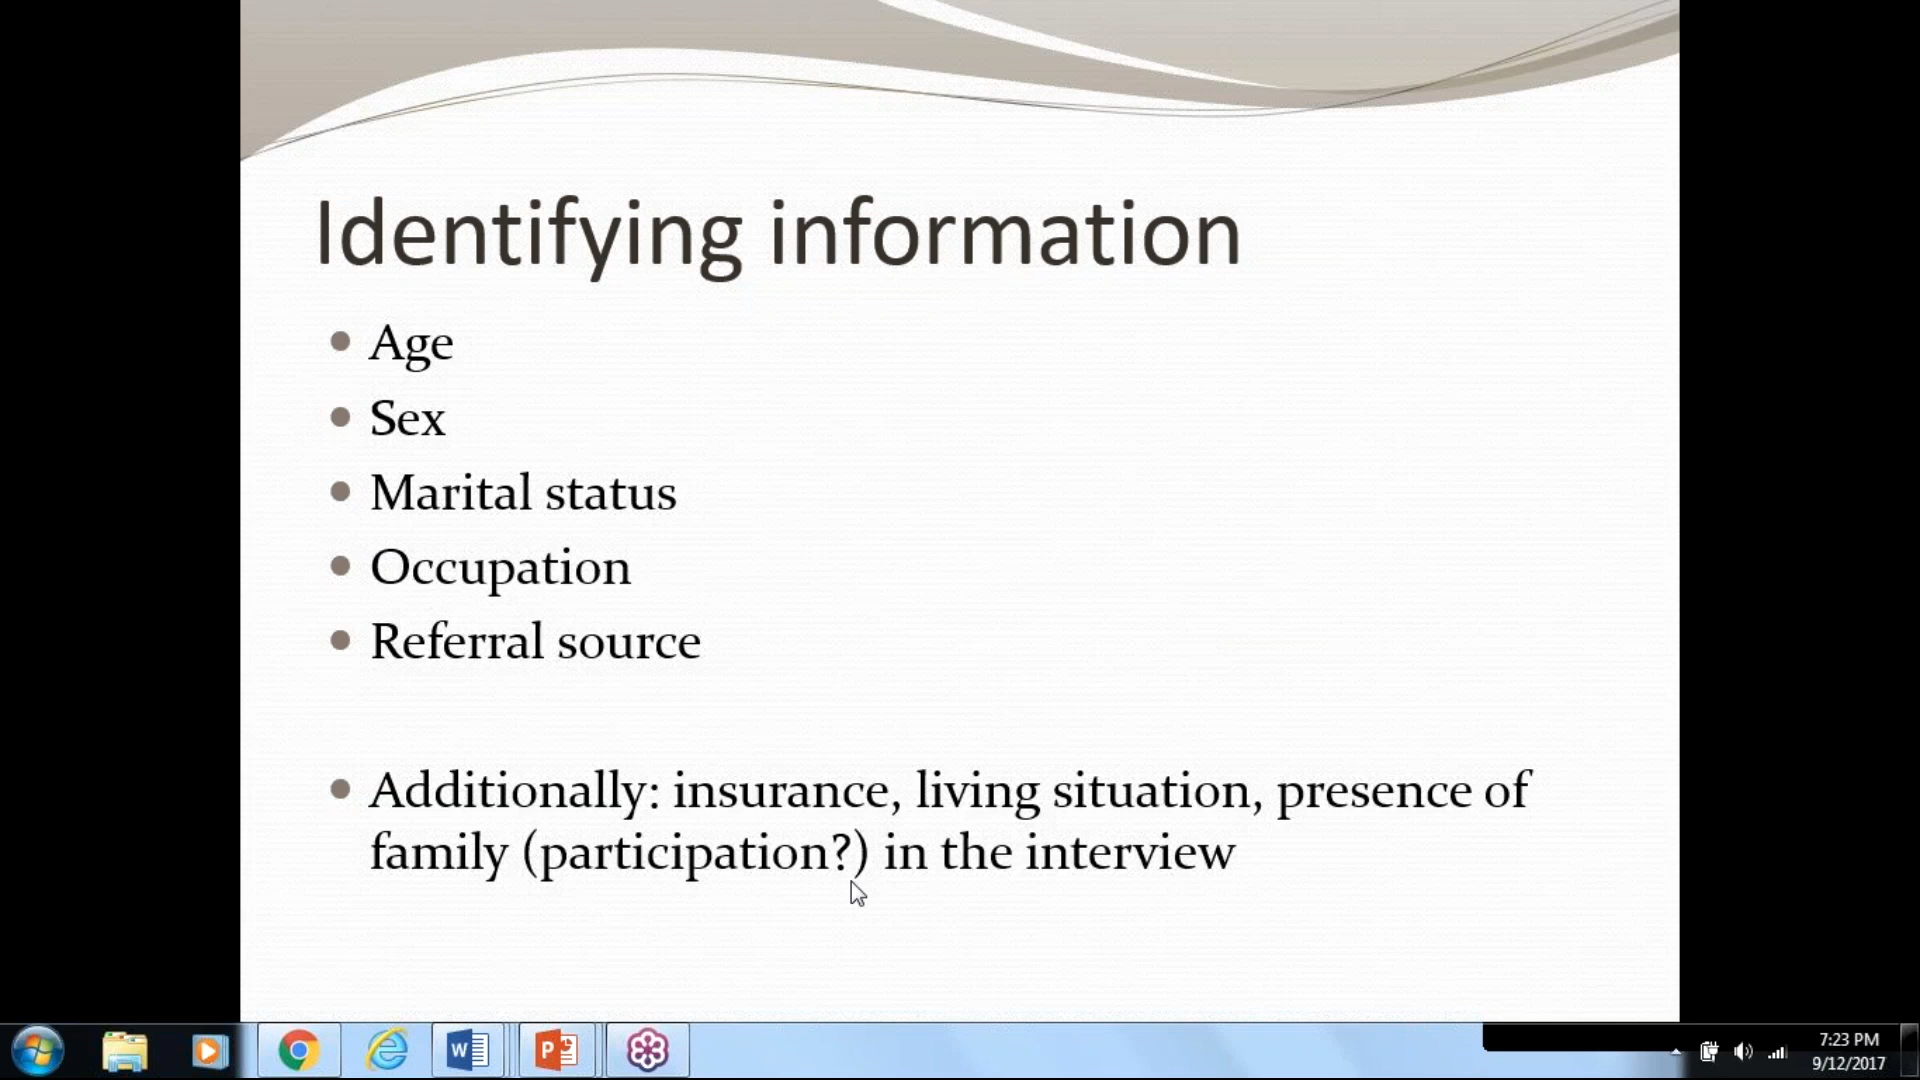 Identifying information
Age
Sex
Marital status
Occupation
Referral source
Additionally: insurance, living situation, presence of
family (participation?) in the interview
7:23 PM
9/12/2017